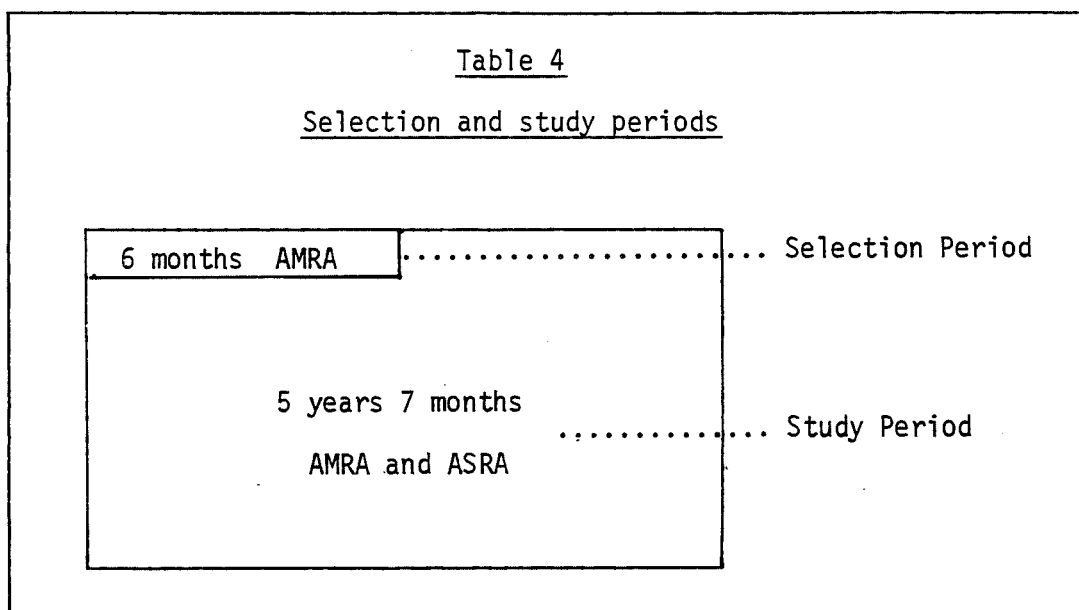 Table 4
Selection and study periods
6 months AMRA .......................... Selection Period
5 years 7 months
.............. Study Period
AMRA and ASRA